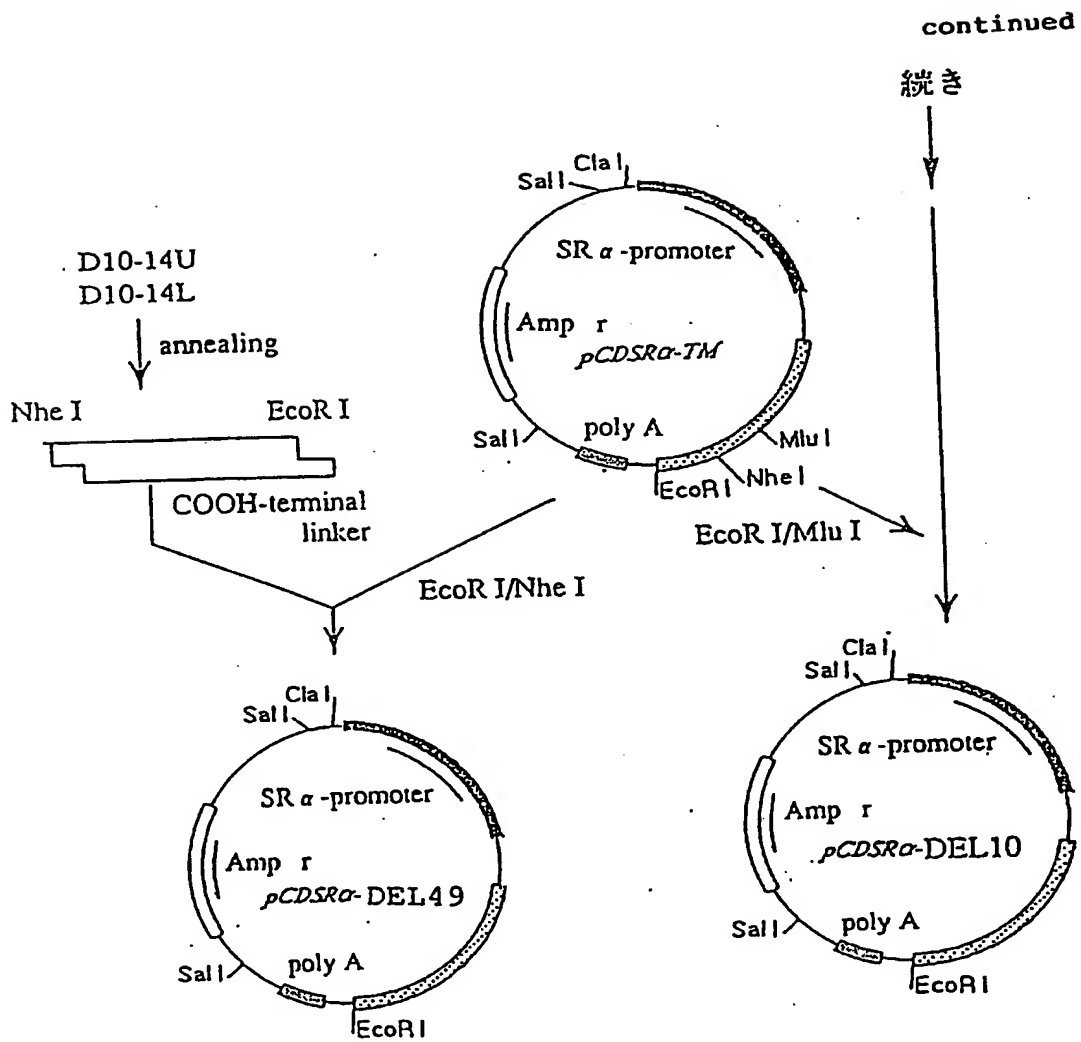 continued
続き
Cla I
Sal I
SR α -promoter
Amp r
pCDSRα-TM
poly A
Sal I
Mlu I
Nhe I
EcoR I
D10-14U
D10-14L
annealing
Nhe I
EcoR I
COOH-terminal
linker
EcoR I/Nhe I
EcoR I/Mlu I
Cla I
Sal I
SR α -promoter
Amp r
pCDSRα-DEL49
Sal I
poly A
EcoR I
Cla I
Sal I
SR α -promoter
Amp r
pCDSRα-DEL10
Sal I
poly A
EcoR I